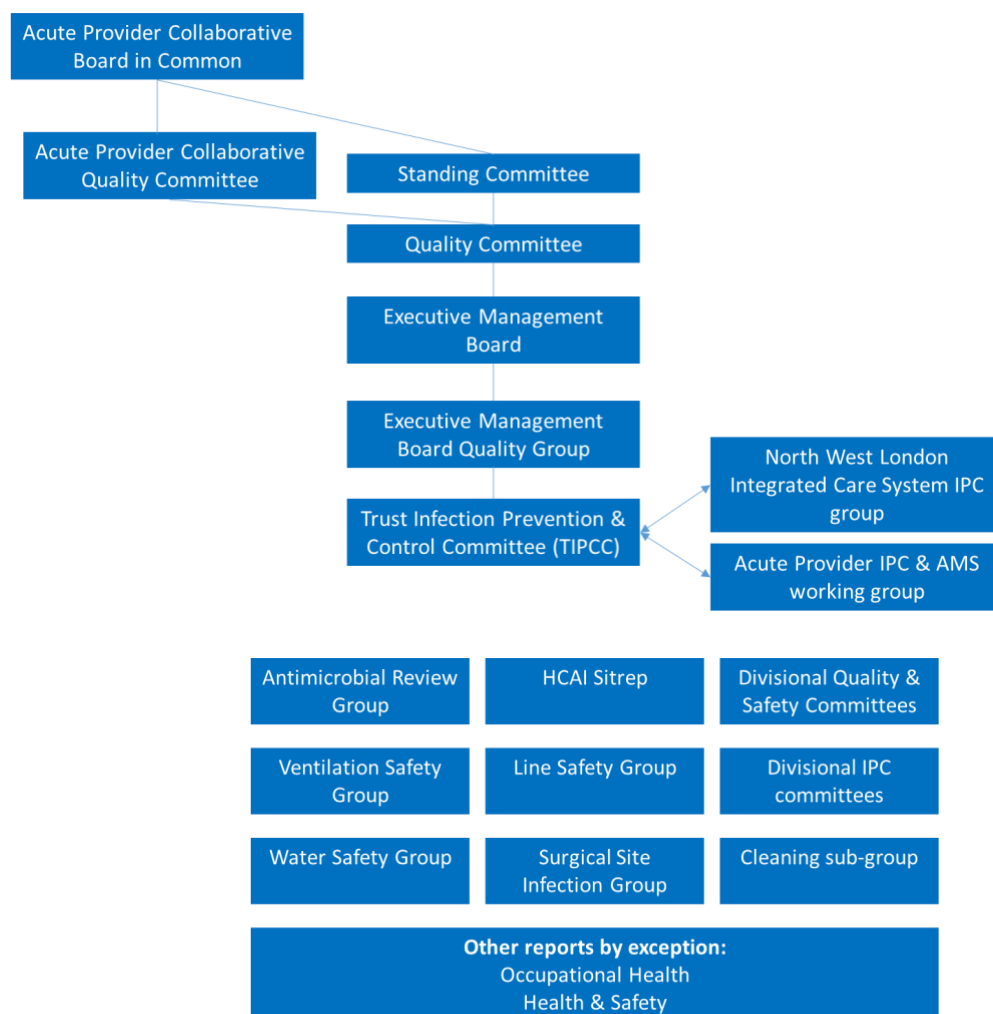 Acute Provider Collaborative
Board in Common
Acute Provider Collaborative
Quality Committee
Standing Committee
Quality Committee
Executive Management
Board
Executive Management
Board Quality Group
North West London
Integrated Care System IPC
group
Trust Infection Prevention &
Control Committee (TIPCC)
Acute Provider IPC & AMS
working group
Antimicrobial Review
Group
HCAI Sitrep
Divisional Quality &
Safety Committees
Ventilation Safety
Group
Line Safety Group
Divisional IPC
committees
Water Safety Group
Surgical Site
Infection Group
Cleaning sub-group
Other reports by exception:
Occupational Health
Health & Safety